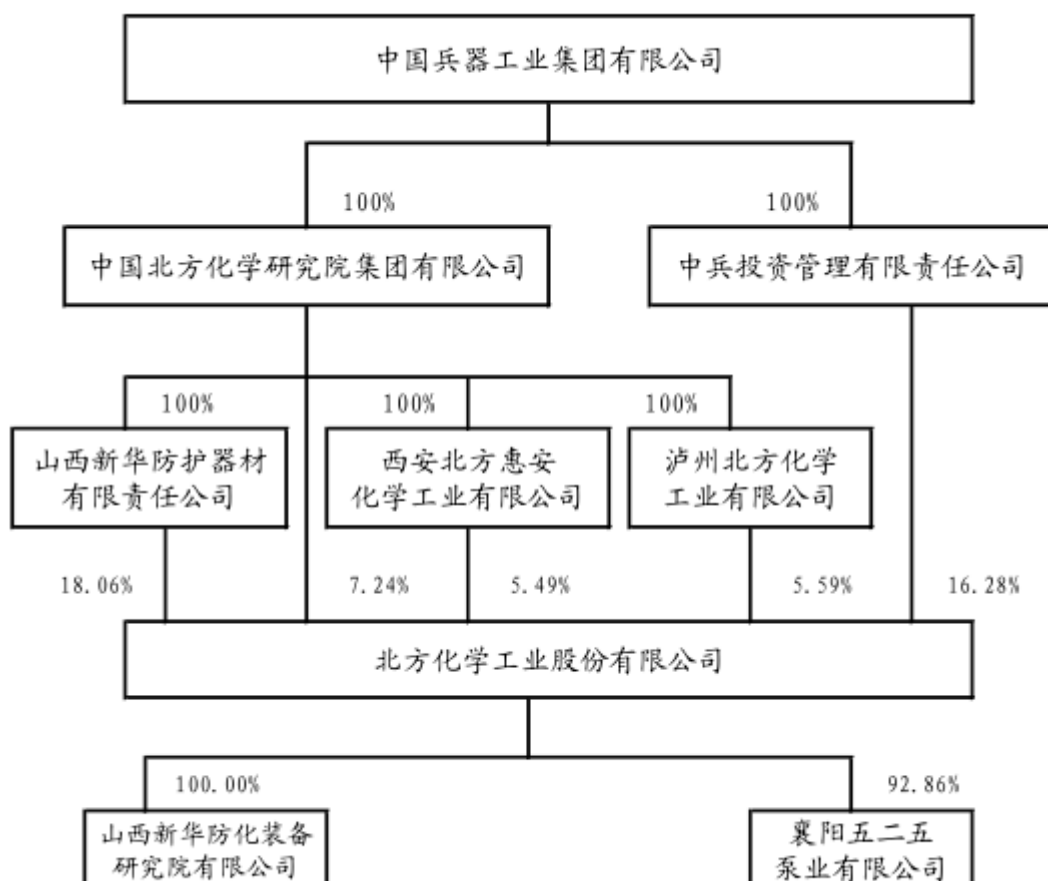 中国兵器工业集团有限公司
100%
100%
中国北方化学研究院集团有限公司
中兵投资管理有限责任公司
100%
100%
100%
山西新华防护器材
有限责任公司
西安北方惠安
化学工业有限公司
泸州北方化学
工业有限公司
18.06%
7.24%
5.49%
5.59%
16.28%
北方化学工业股份有限公司
100.00%
92.86%
山西新华防化装备
研究院有限公司
襄阳五二五
泵业有限公司